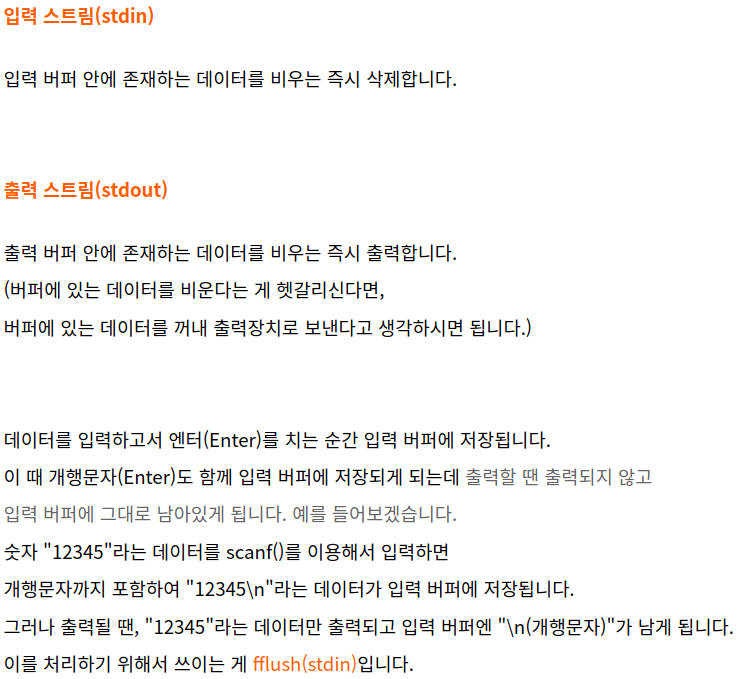 입력 스트림(stdin)
입력 버퍼 안에 존재하는 데이터를 비우는 즉시 삭제합니다.
출력 스트림(stdout)
출력 버퍼 안에 존재하는 데이터를 비우는 즉시 출력합니다.
(버퍼에 있는 데이터를 비운다는 게 헷갈리신다면,
버퍼에 있는 데이터를 꺼내 출력장치로 보낸다고 생각하시면 됩니다.)
데이터를 입력하고서 엔터(Enter)를 치는 순간 입력 버퍼에 저장됩니다.
이 때 개행문자(Enter)도 함께 입력 버퍼에 저장되게 되는데 출력할 땐 출력되지 않고
입력 버퍼에 그대로 남아있게 됩니다. 예를 들어보겠습니다.
숫자 "12345"라는 데이터를 scanf()를 이용해서 입력하면
개행문자까지 포함하여 "12345\n"라는 데이터가 입력 버퍼에 저장됩니다.
그러나 출력될 땐, "12345"라는 데이터만 출력되고 입력 버퍼엔 "\n(개행문자)"가 남게 됩니다.
이를 처리하기 위해서 쓰이는 게 fflush(stdin)입니다.